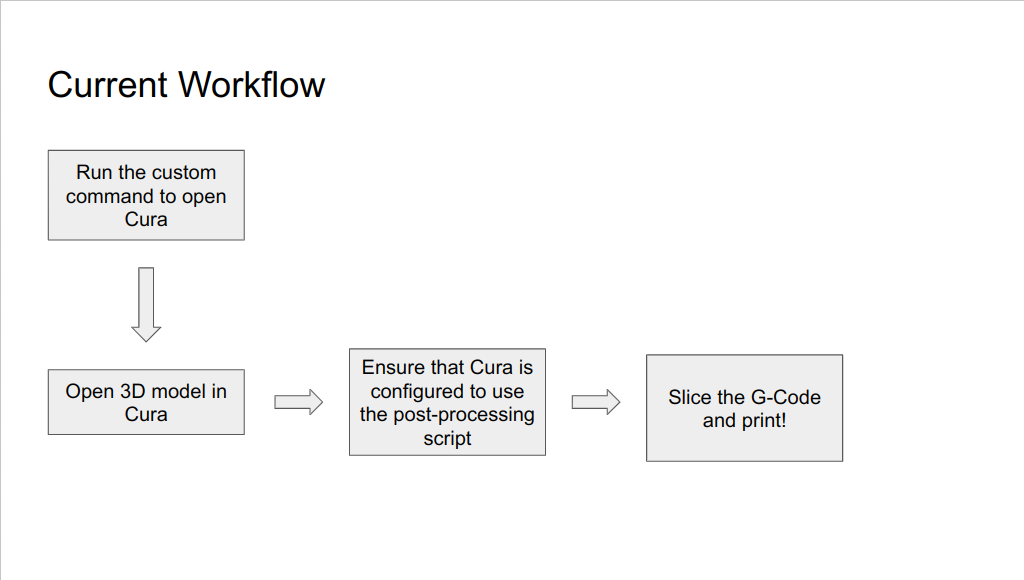 Current Workflow
Run the custom
command to open
Cura
Open 3D model in
Cura
Ensure that Cura is
configured to use
the post-processing
script
Slice the G-Code
and print!